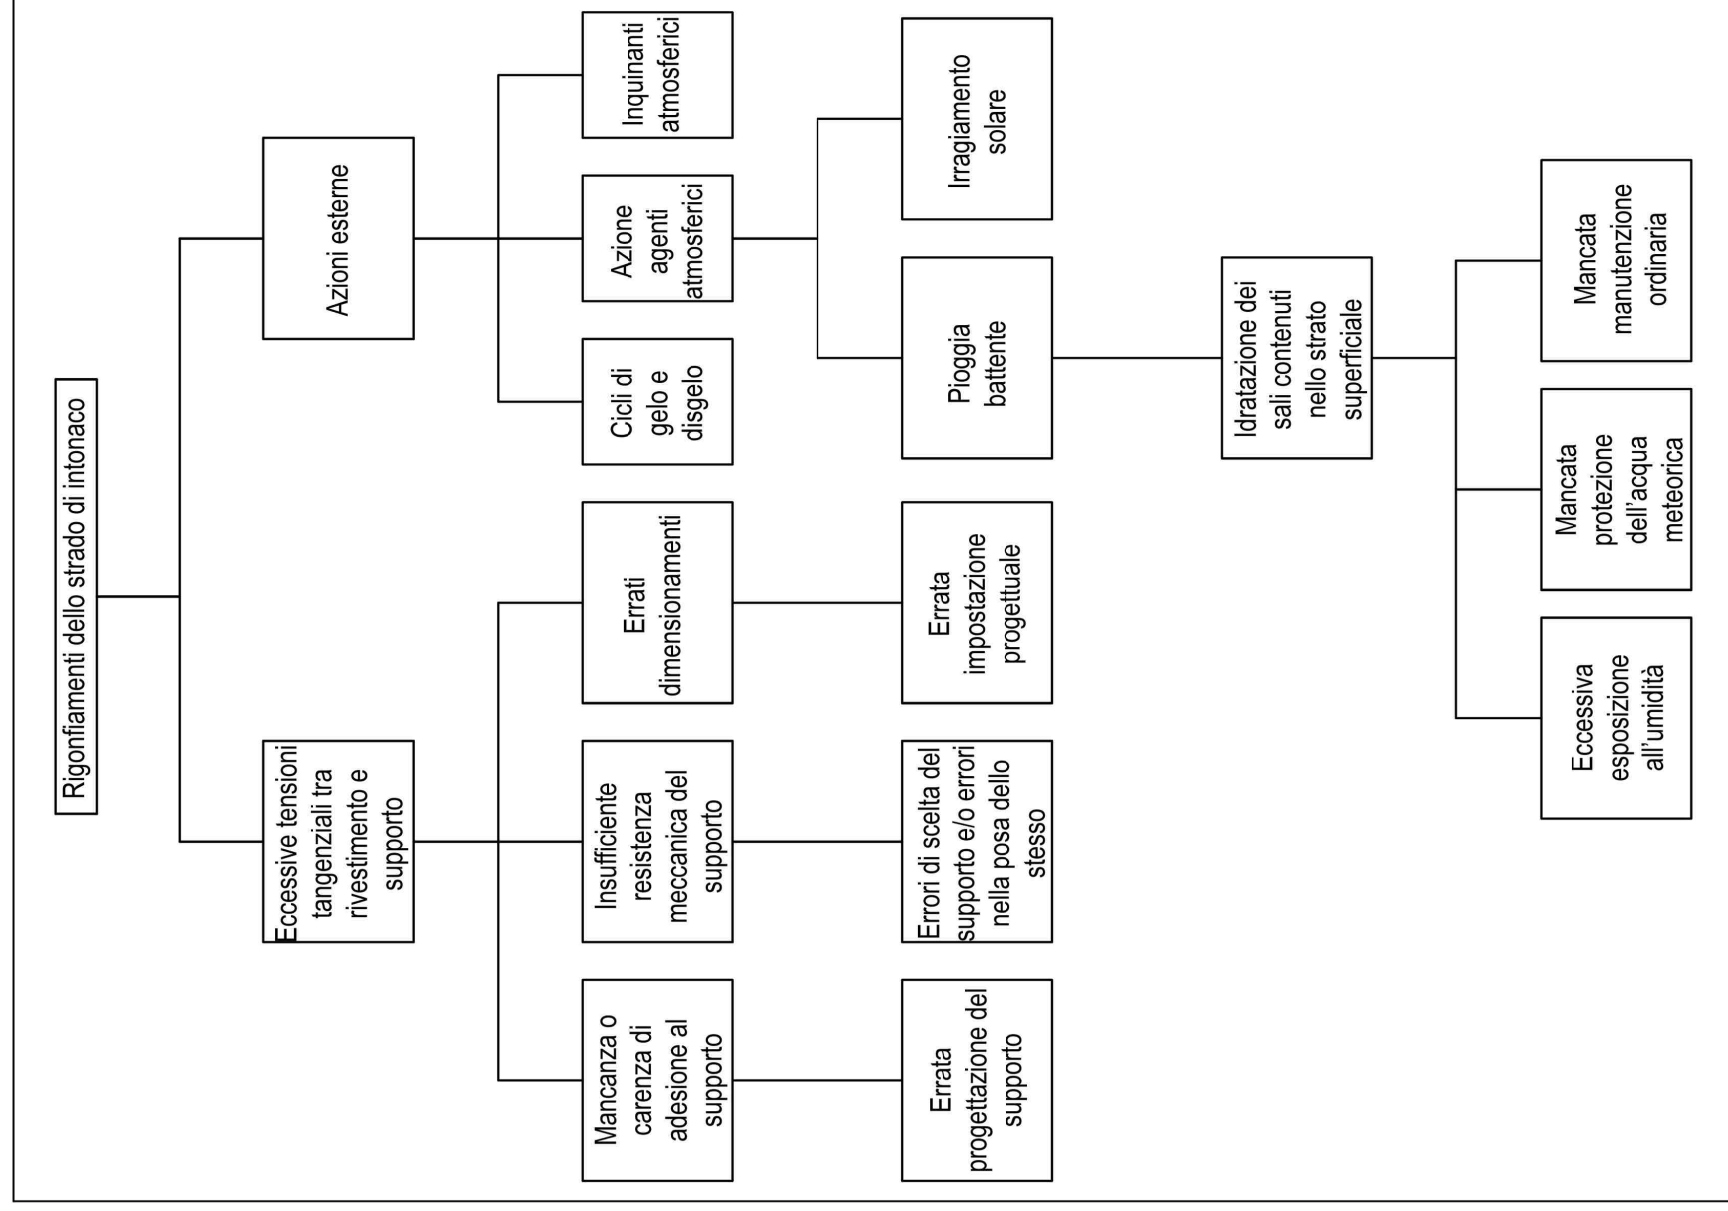 Rigonfiamenti dello strado di intonaco
Eccessive tensioni
tangenziali tra
rivestimento e
supporto
Azioni esterne
Mancanza o
carenza di
adesione al
supporto
Insufficiente
resistenza
meccanica del
supporto
Errati
dimensionamenti
Cicli di
gelo e
disgelo
Azione
agenti
atmosferici
Inquinanti
atmosferici
Errata
progettazione del
supporto
Errori di scelta del
supporto e/o errori
nella posa dello
stesso
Errata
impostazione
progettuale
Pioggia
battente
Irragiamento
solare
Idratazione dei
sali contenuti
nello strato
superficiale
Eccessiva
esposizione
all'umidità
Mancata
protezione
dell'acqua
meteorica
Mancata
manutenzione
ordinaria